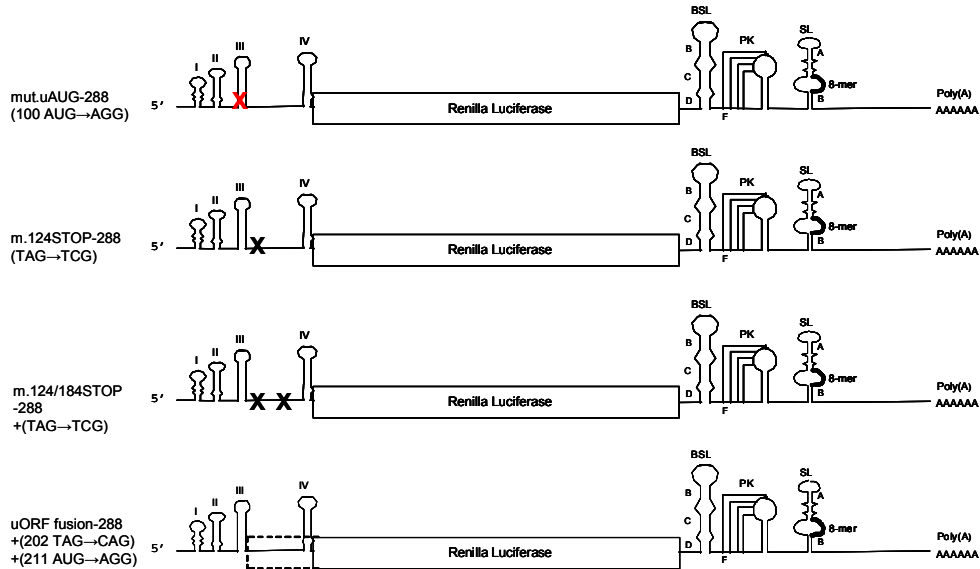 BSL
SL
PK
IV
III
B
A
II
I
C
8-mer
mut.uAUG-288
(100 AUG→AGG)
5'
X
Renilla Luciferase
D
F
B
Poly(A)
AAAAAA
BSL
SL
PK
IV
III
B
A
II
I
C
8-mer
m.124STOP-288
(TAG→TCG)
5'
X
Renilla Luciferase
D
F
B
Poly(A)
AAAAAA
BSL
SL
PK
IV
III
B
A
II
I
C
8-mer
m.124/184STOP
-288
+(TAG→TCG)
5'
X X
Renilla Luciferase
D
F
B
Poly(A)
AAAAAA
BSL
SL
PK
IV
III
B
A
II
I
C
8-mer
uORF fusion-288
+(202 TAG→CAG)
+(211 AUG→AGG)
5'
Renilla Luciferase
D
F
B
Poly(A)
AAAAAA